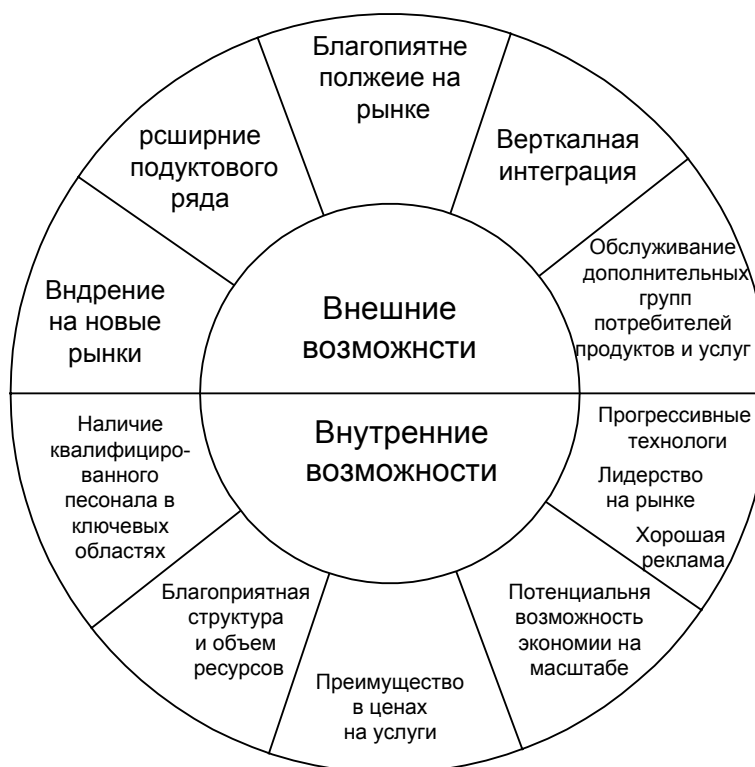 Благопиятне
полжеие на
рынке
рсширние
подуктового
ряда
Верткалная
интеграция
Вндрение
на новые
рынки
Обслуживание
дополнительных
групп
потребителей
продуктов и услуг
Внешние
возможнсти
Внутренние
возможности
Наличие
квалифициро-
ванного
песонала в
ключевых
областях
Прогрессивные
технологи
Лидерство
на рынке
Хорошая
реклама
Благоприятная
структура
и объем
ресурсов
Потенциальня
возможность
экономии на
масштабе
Преимущество
в ценах
на услуги